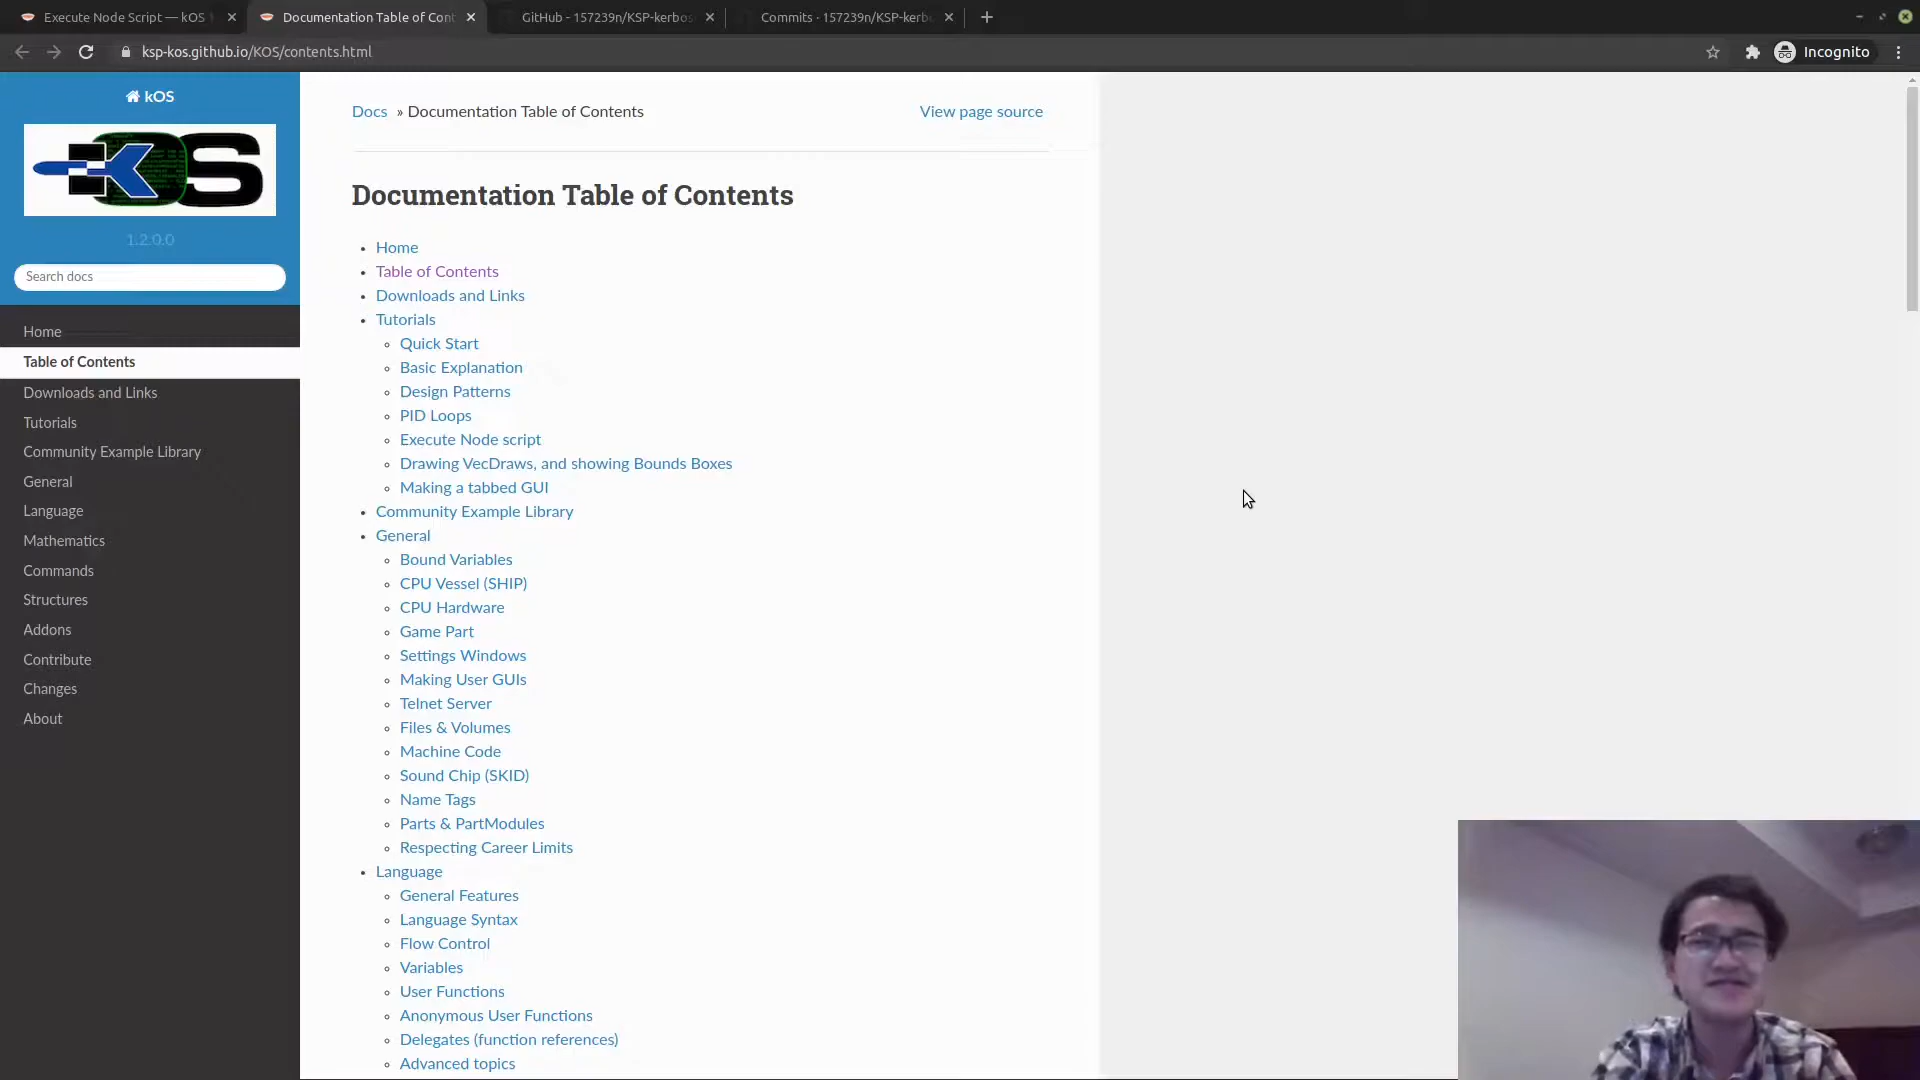 Execute Node Script — kOS
Documentation Table of Cont
GitHub - 157239n/KSP-kerbos
Commits · 157239n/KSP-kerb
ksp-kos.github.io/KOS/contents.html
Incognito
kOS
KOS
1.2.0.0
Search docs
Home
Table of Contents
Downloads and Links
Tutorials
Community Example Library
General
Language
Mathematics
Commands
Structures
Addons
Contribute
Changes
About
Docs » Documentation Table of Contents
View page source
Documentation Table of Contents
Home
Table of Contents
Downloads and Links
Tutorials
Quick Start
Basic Explanation
Design Patterns
PID Loops
Execute Node script
Drawing VecDraws, and showing Bounds Boxes
Making a tabbed GUI
Community Example Library
General
Bound Variables
CPU Vessel (SHIP)
CPU Hardware
Game Part
Settings Windows
Making User GUIs
Telnet Server
Files & Volumes
Machine Code
Sound Chip (SKID)
Name Tags
Parts & PartModules
Respecting Career Limits
Language
General Features
Language Syntax
Flow Control
Variables
User Functions
Anonymous User Functions
Delegates (function references)
Advanced topics